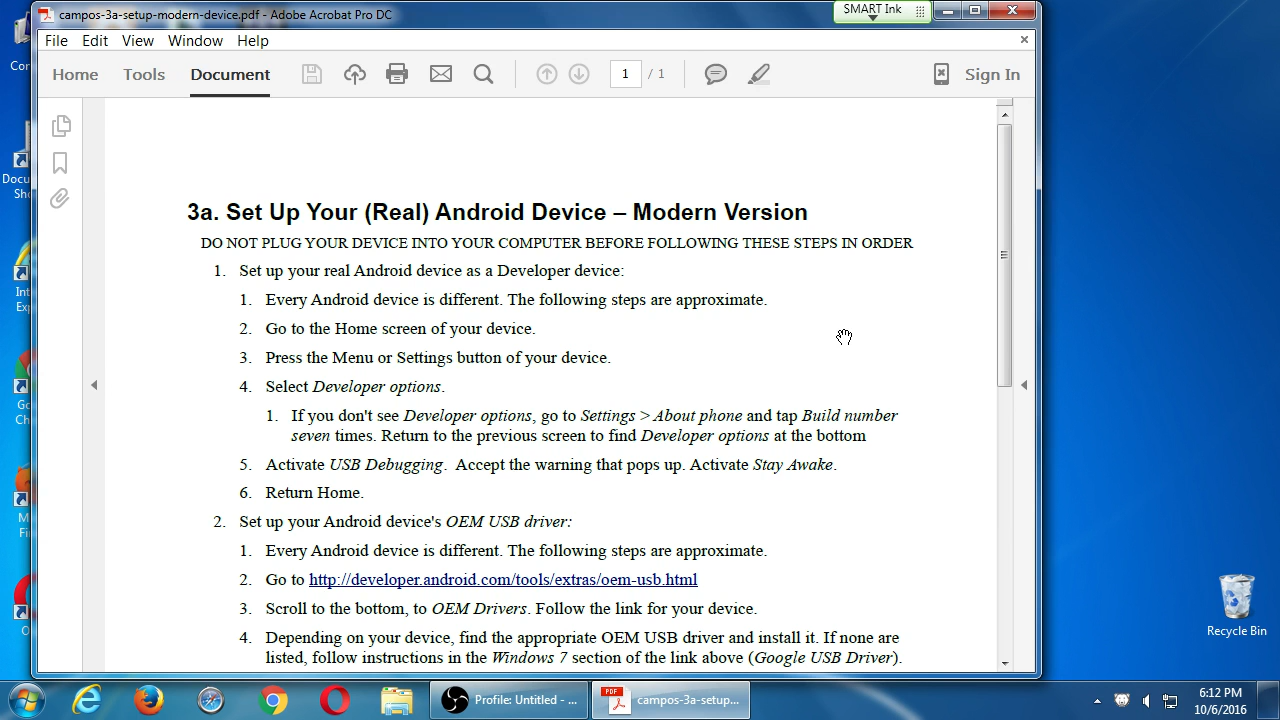 campos-3a-setup-modern-device.pdf - Adobe Acrobat Pro DC
SMART Ink
File Edit View Window Help
Home Tools Document 1 / 1 Sign In
3a. Set Up Your (Real) Android Device – Modern Version
DO NOT PLUG YOUR DEVICE INTO YOUR COMPUTER BEFORE FOLLOWING THESE STEPS IN ORDER
1. Set up your real Android device as a Developer device:
1. Every Android device is different. The following steps are approximate.
2. Go to the Home screen of your device.
3. Press the Menu or Settings button of your device.
4. Select Developer options.
1. If you don't see Developer options, go to Settings > About phone and tap Build number
seven times. Return to the previous screen to find Developer options at the bottom
5. Activate USB Debugging. Accept the warning that pops up. Activate Stay Awake.
6. Return Home.
2. Set up your Android device's OEM USB driver:
1. Every Android device is different. The following steps are approximate.
2. Go to http://developer.android.com/tools/extras/oem-usb.html
3. Scroll to the bottom, to OEM Drivers. Follow the link for your device.
4. Depending on your device, find the appropriate OEM USB driver and install it. If none are
listed, follow instructions in the Windows 7 section of the link above (Google USB Driver).
Recycle Bin
Profile: Untitled - ...
PDF
campos-3a-setup...
6:12 PM
10/6/2016